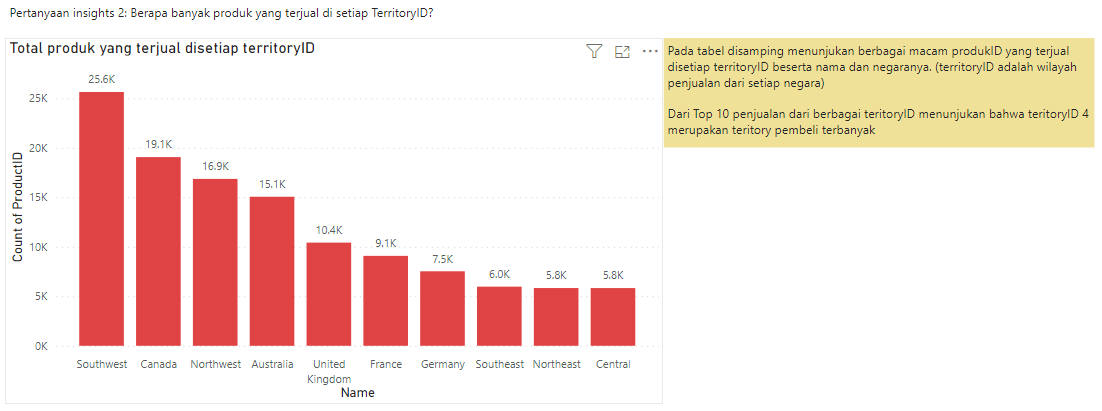 Pertanyaan insights 2: Berapa banyak produk yang terjual di setiap TerritoryID?
Total produk yang terjual disetiap territoryID
Count of ProductID
25K
20K
15K
10K
5K
0K
25.6K
19.1K
16.9K
15.1K
10.4K
9.1K
7.5K
6.0K
5.8K
5.8K
Southwest
Canada
Northwest
Australia
United
Kingdom
France
Germany
Southeast
Northeast
Central
Name
Pada tabel disamping menunjukan berbagai macam produkID yang terjual
disetiap territoryID beserta nama dan negaranya. (territoryID adalah wilayah
penjualan dari setiap negara)
Dari Top 10 penjualan dari berbagai teritoryID menunjukan bahwa teritoryID 4
merupakan teritory pembeli terbanyak